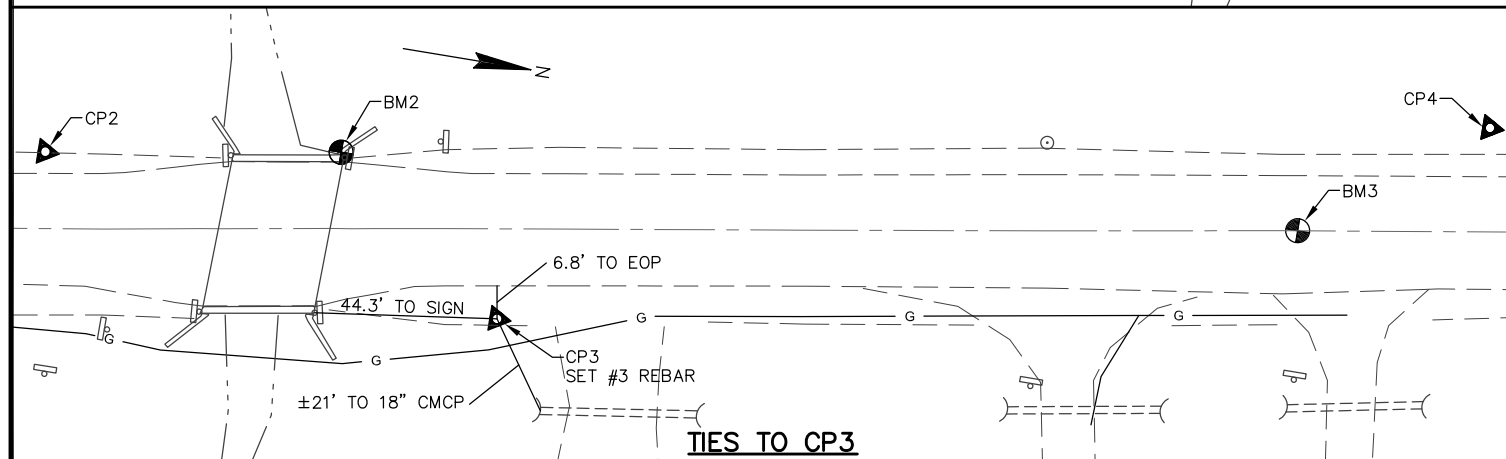 N
BM2
CP2
CP4
BM3
6.8' TO EOP
44.3' TO SIGN
G
G
G
G
G
CP3
SET #3 REBAR
±21' TO 18" CMCP
TIES TO CP3